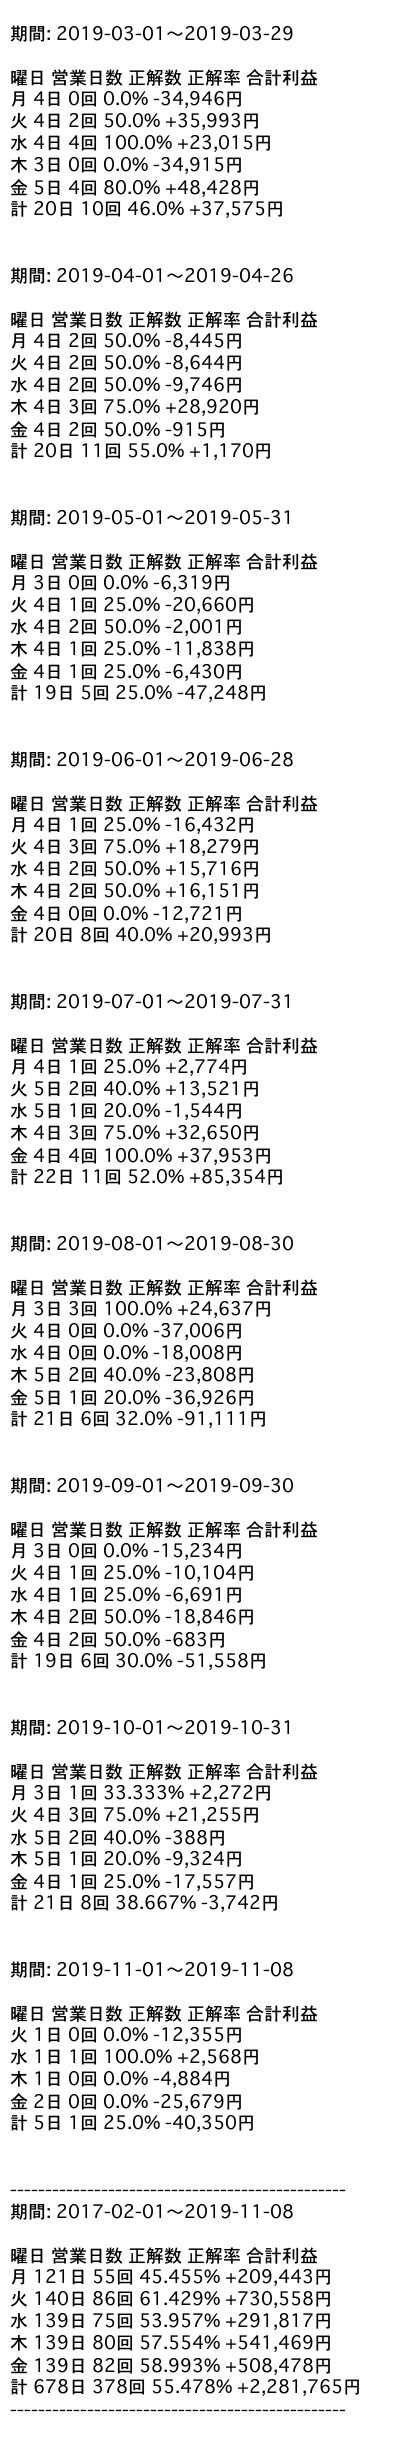 期間: 2019-03-01〜2019-03-29
曜日 営業日数 正解数 正解率 合計利益
月 4日 0回 0.0% -34,946円
火 4日 2回 50.0% +35,993円
水 4日 4回 100.0% +23,015円
木 3日 0回 0.0% -34,915円
金 5日 4回 80.0% +48,428円
計 20日 10回 46.0% +37,575円
期間: 2019-04-01〜2019-04-26
曜日 営業日数 正解数 正解率 合計利益
月 4日 2回 50.0% -8,445円
火 4日 2回 50.0% -8,644円
水 4日 2回 50.0% -9,746円
木 4日 3回 75.0% +28,920円
金 4日 2回 50.0% -915円
計 20日 11回 55.0% +1,170円
期間: 2019-05-01〜2019-05-31
曜日 営業日数 正解数 正解率 合計利益
月 3日 0回 0.0% -6,319円
火 4日 1回 25.0% -20,660円
水 4日 2回 50.0% -2,001円
木 4日 1回 25.0% -11,838円
金 4日 1回 25.0% -6,430円
計 19日 5回 25.0% -47,248円
期間: 2019-06-01〜2019-06-28
曜日 営業日数 正解数 正解率 合計利益
月 4日 1回 25.0% -16,432円
火 4日 3回 75.0% +18,279円
水 4日 2回 50.0% +15,716円
木 4日 2回 50.0% +16,151円
金 4日 0回 0.0% -12,721円
計 20日 8回 40.0% +20,993円
期間: 2019-07-01〜2019-07-31
曜日 営業日数 正解数 正解率 合計利益
月 4日 1回 25.0% +2,774円
火 5日 2回 40.0% +13,521円
水 5日 1回 20.0% -1,544円
木 4日 3回 75.0% +32,650円
金 4日 4回 100.0% +37,953円
計 22日 11回 52.0% +85,354円
期間: 2019-08-01〜2019-08-30
曜日 営業日数 正解数 正解率 合計利益
月 3日 3回 100.0% +24,637円
火 4日 0回 0.0% -37,006円
水 4日 0回 0.0% -18,008円
木 5日 2回 40.0% -23,808円
金 5日 1回 20.0% -36,926円
計 21日 6回 32.0% -91,111円
期間: 2019-09-01〜2019-09-30
曜日 営業日数 正解数 正解率 合計利益
月 3日 0回 0.0% -15,234円
火 4日 1回 25.0% -10,104円
水 4日 1回 25.0% -6,691円
木 4日 2回 50.0% -18,846円
金 4日 2回 50.0% -683円
計 19日 6回 30.0% -51,558円
期間: 2019-10-01〜2019-10-31
曜日 営業日数 正解数 正解率 合計利益
月 3日 1回 33.333% +2,272円
火 4日 3回 75.0% +21,255円
水 5日 2回 40.0% -388円
木 5日 1回 20.0% -9,324円
金 4日 1回 25.0% -17,557円
計 21日 8回 38.667% -3,742円
期間: 2019-11-01〜2019-11-08
曜日 営業日数 正解数 正解率 合計利益
火 1日 0回 0.0% -12,355円
水 1日 1回 100.0% +2,568円
木 1日 0回 0.0% -4,884円
金 2日 0回 0.0% -25,679円
計 5日 1回 25.0% -40,350円
------------------------------------------------
期間: 2017-02-01〜2019-11-08
曜日 営業日数 正解数 正解率 合計利益
月 121日 55回 45.455% +209,443円
火 140日 86回 61.429% +730,558円
水 139日 75回 53.957% +291,817円
木 139日 80回 57.554% +541,469円
金 139日 82回 58.993% +508,478円
計 678日 378回 55.478% +2,281,765円
------------------------------------------------